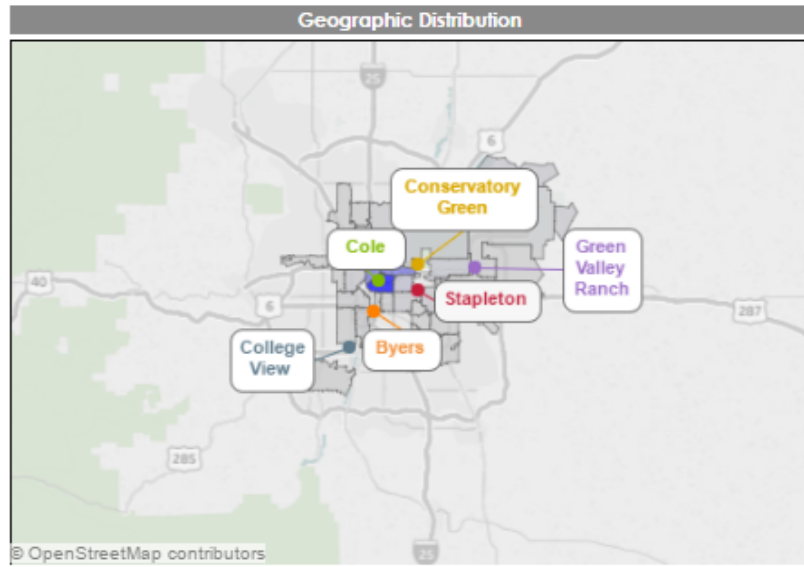 Geographic Distribution
25
6
Conservatory
Green
Cole
Green
Valley
Ranch
40
6
Stapleton
287
College
View
Byers
285
25
© OpenStreetMap contributors